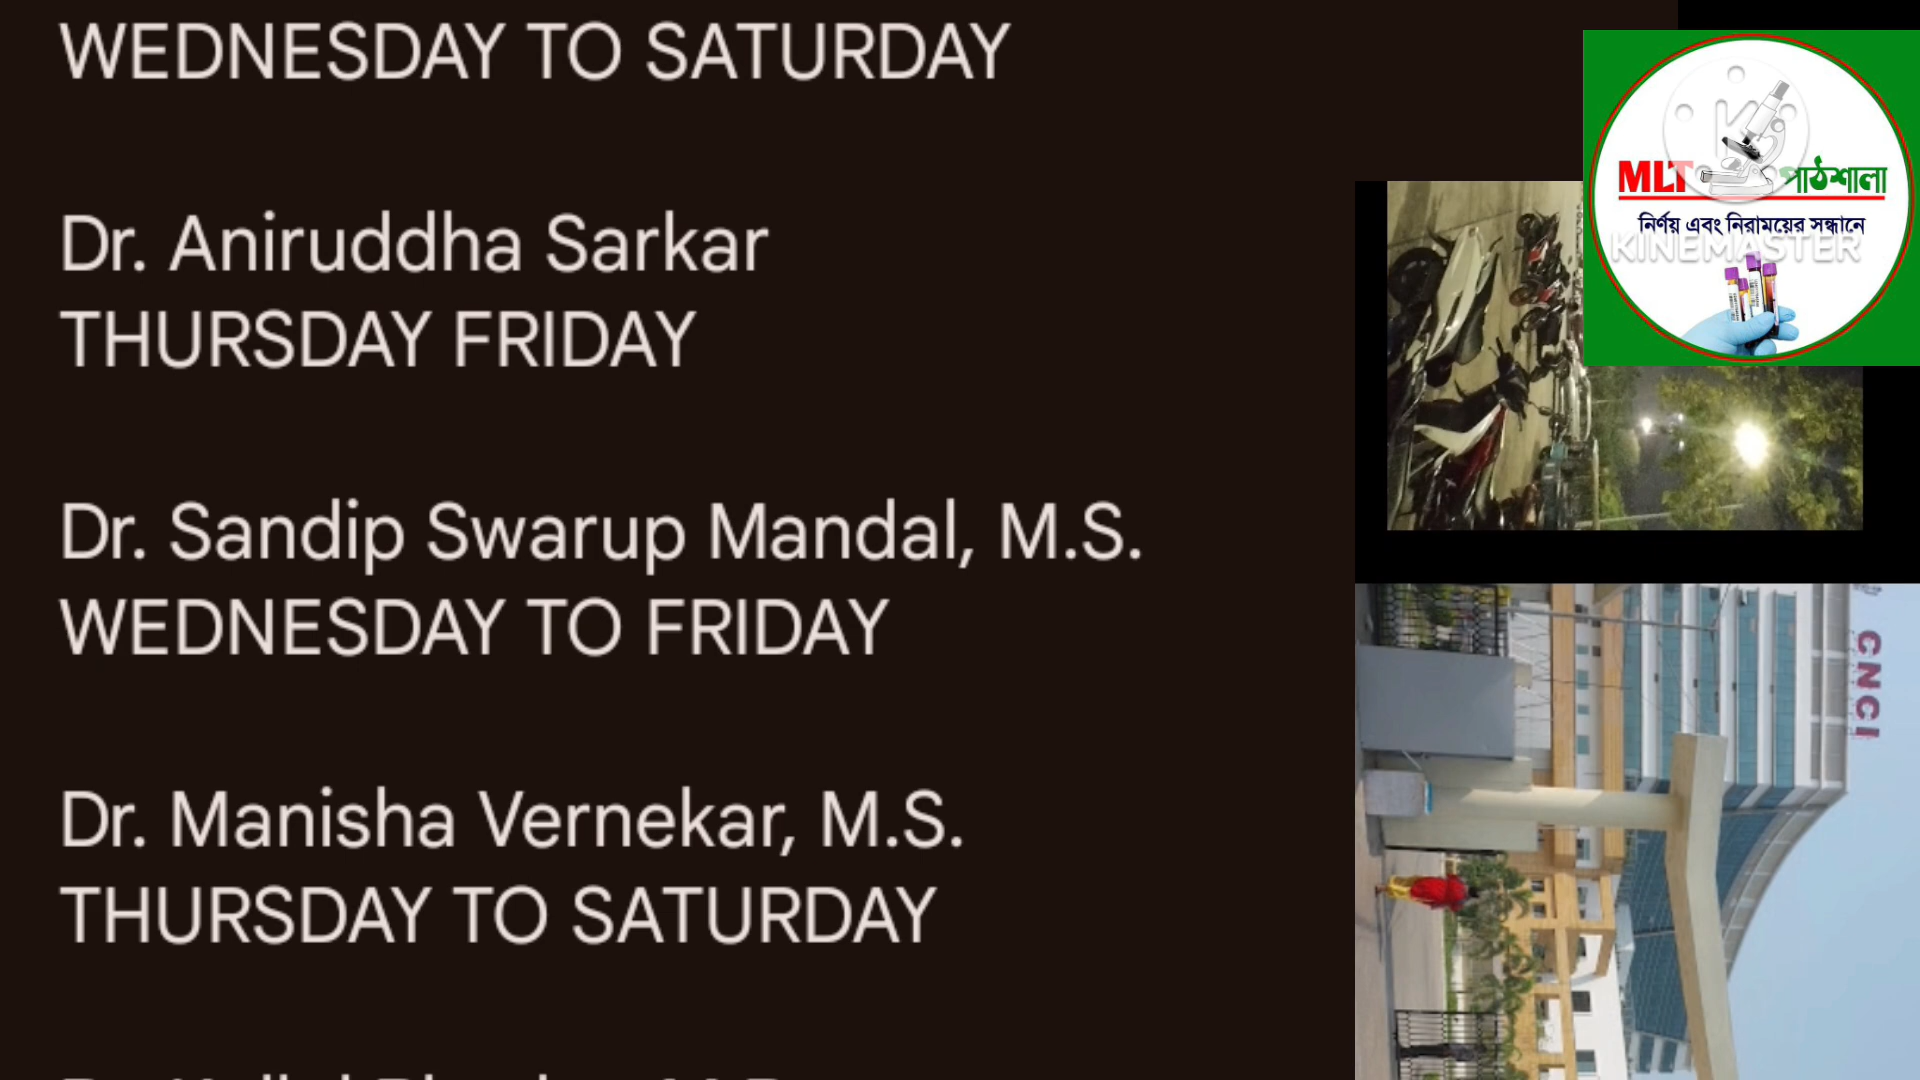 WEDNESDAY TO SATURDAY
Dr. Aniruddha Sarkar
THURSDAY FRIDAY
Dr. Sandip Swarup Mandal, M.S.
WEDNESDAY TO FRIDAY
Dr. Manisha Vernekar, M.S.
THURSDAY TO SATURDAY
MLT পাঠশালা
নির্ণয় এবং নিরাময়ের সন্ধানে
KINEMASTER
CNCI